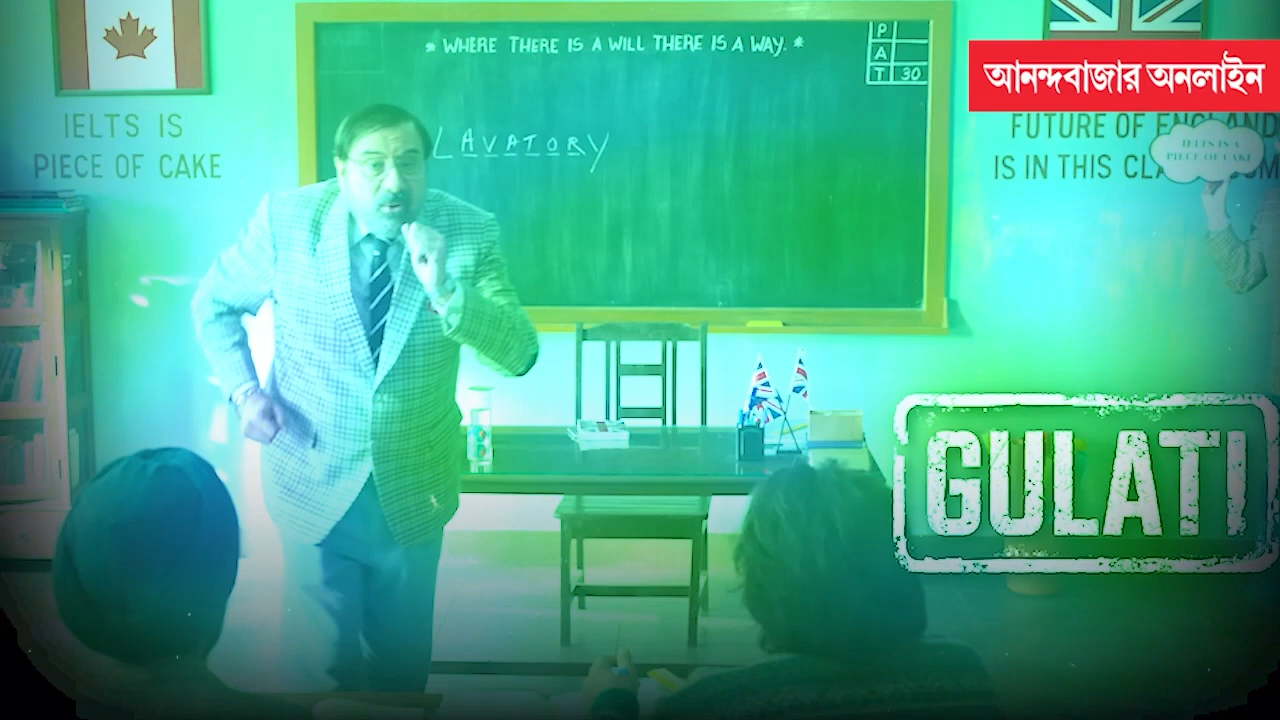 * WHERE THERE IS A WILL THERE IS A WAY. *
P
A
T 30
আনন্দবাজার অনলাইন
IELTS IS
PIECE OF CAKE
LAVATORY
FUTURE OF ENGLAND
IS IN THIS
IELTS IS A
PIECE OF CAKE
GULATI